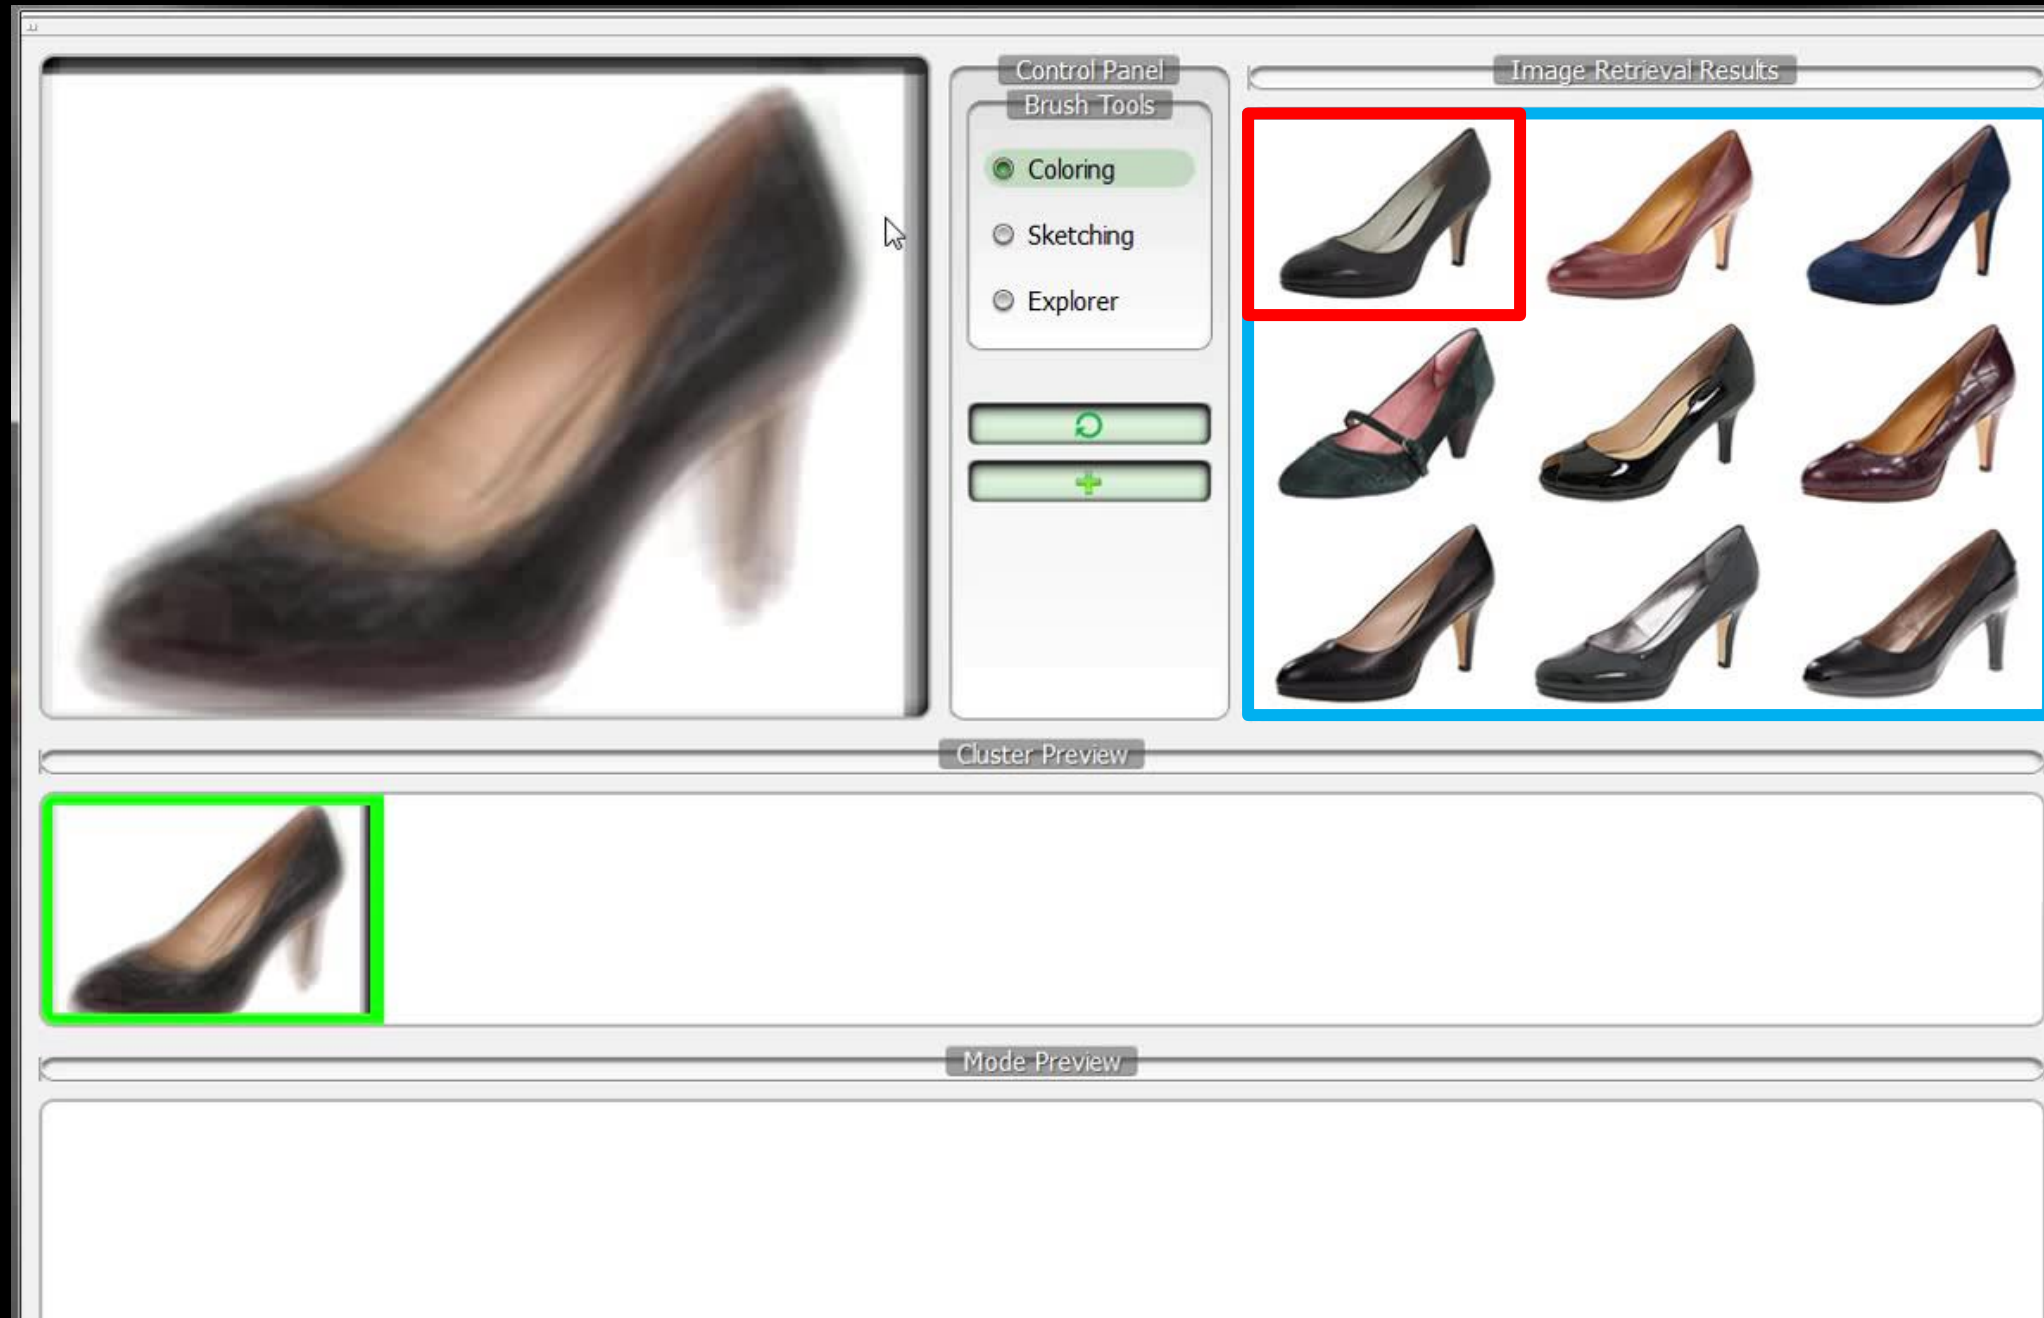 Control Panel
Brush Tools
Coloring
Sketching
Explorer
Image Retrieval Results
Cluster Preview
Mode Preview